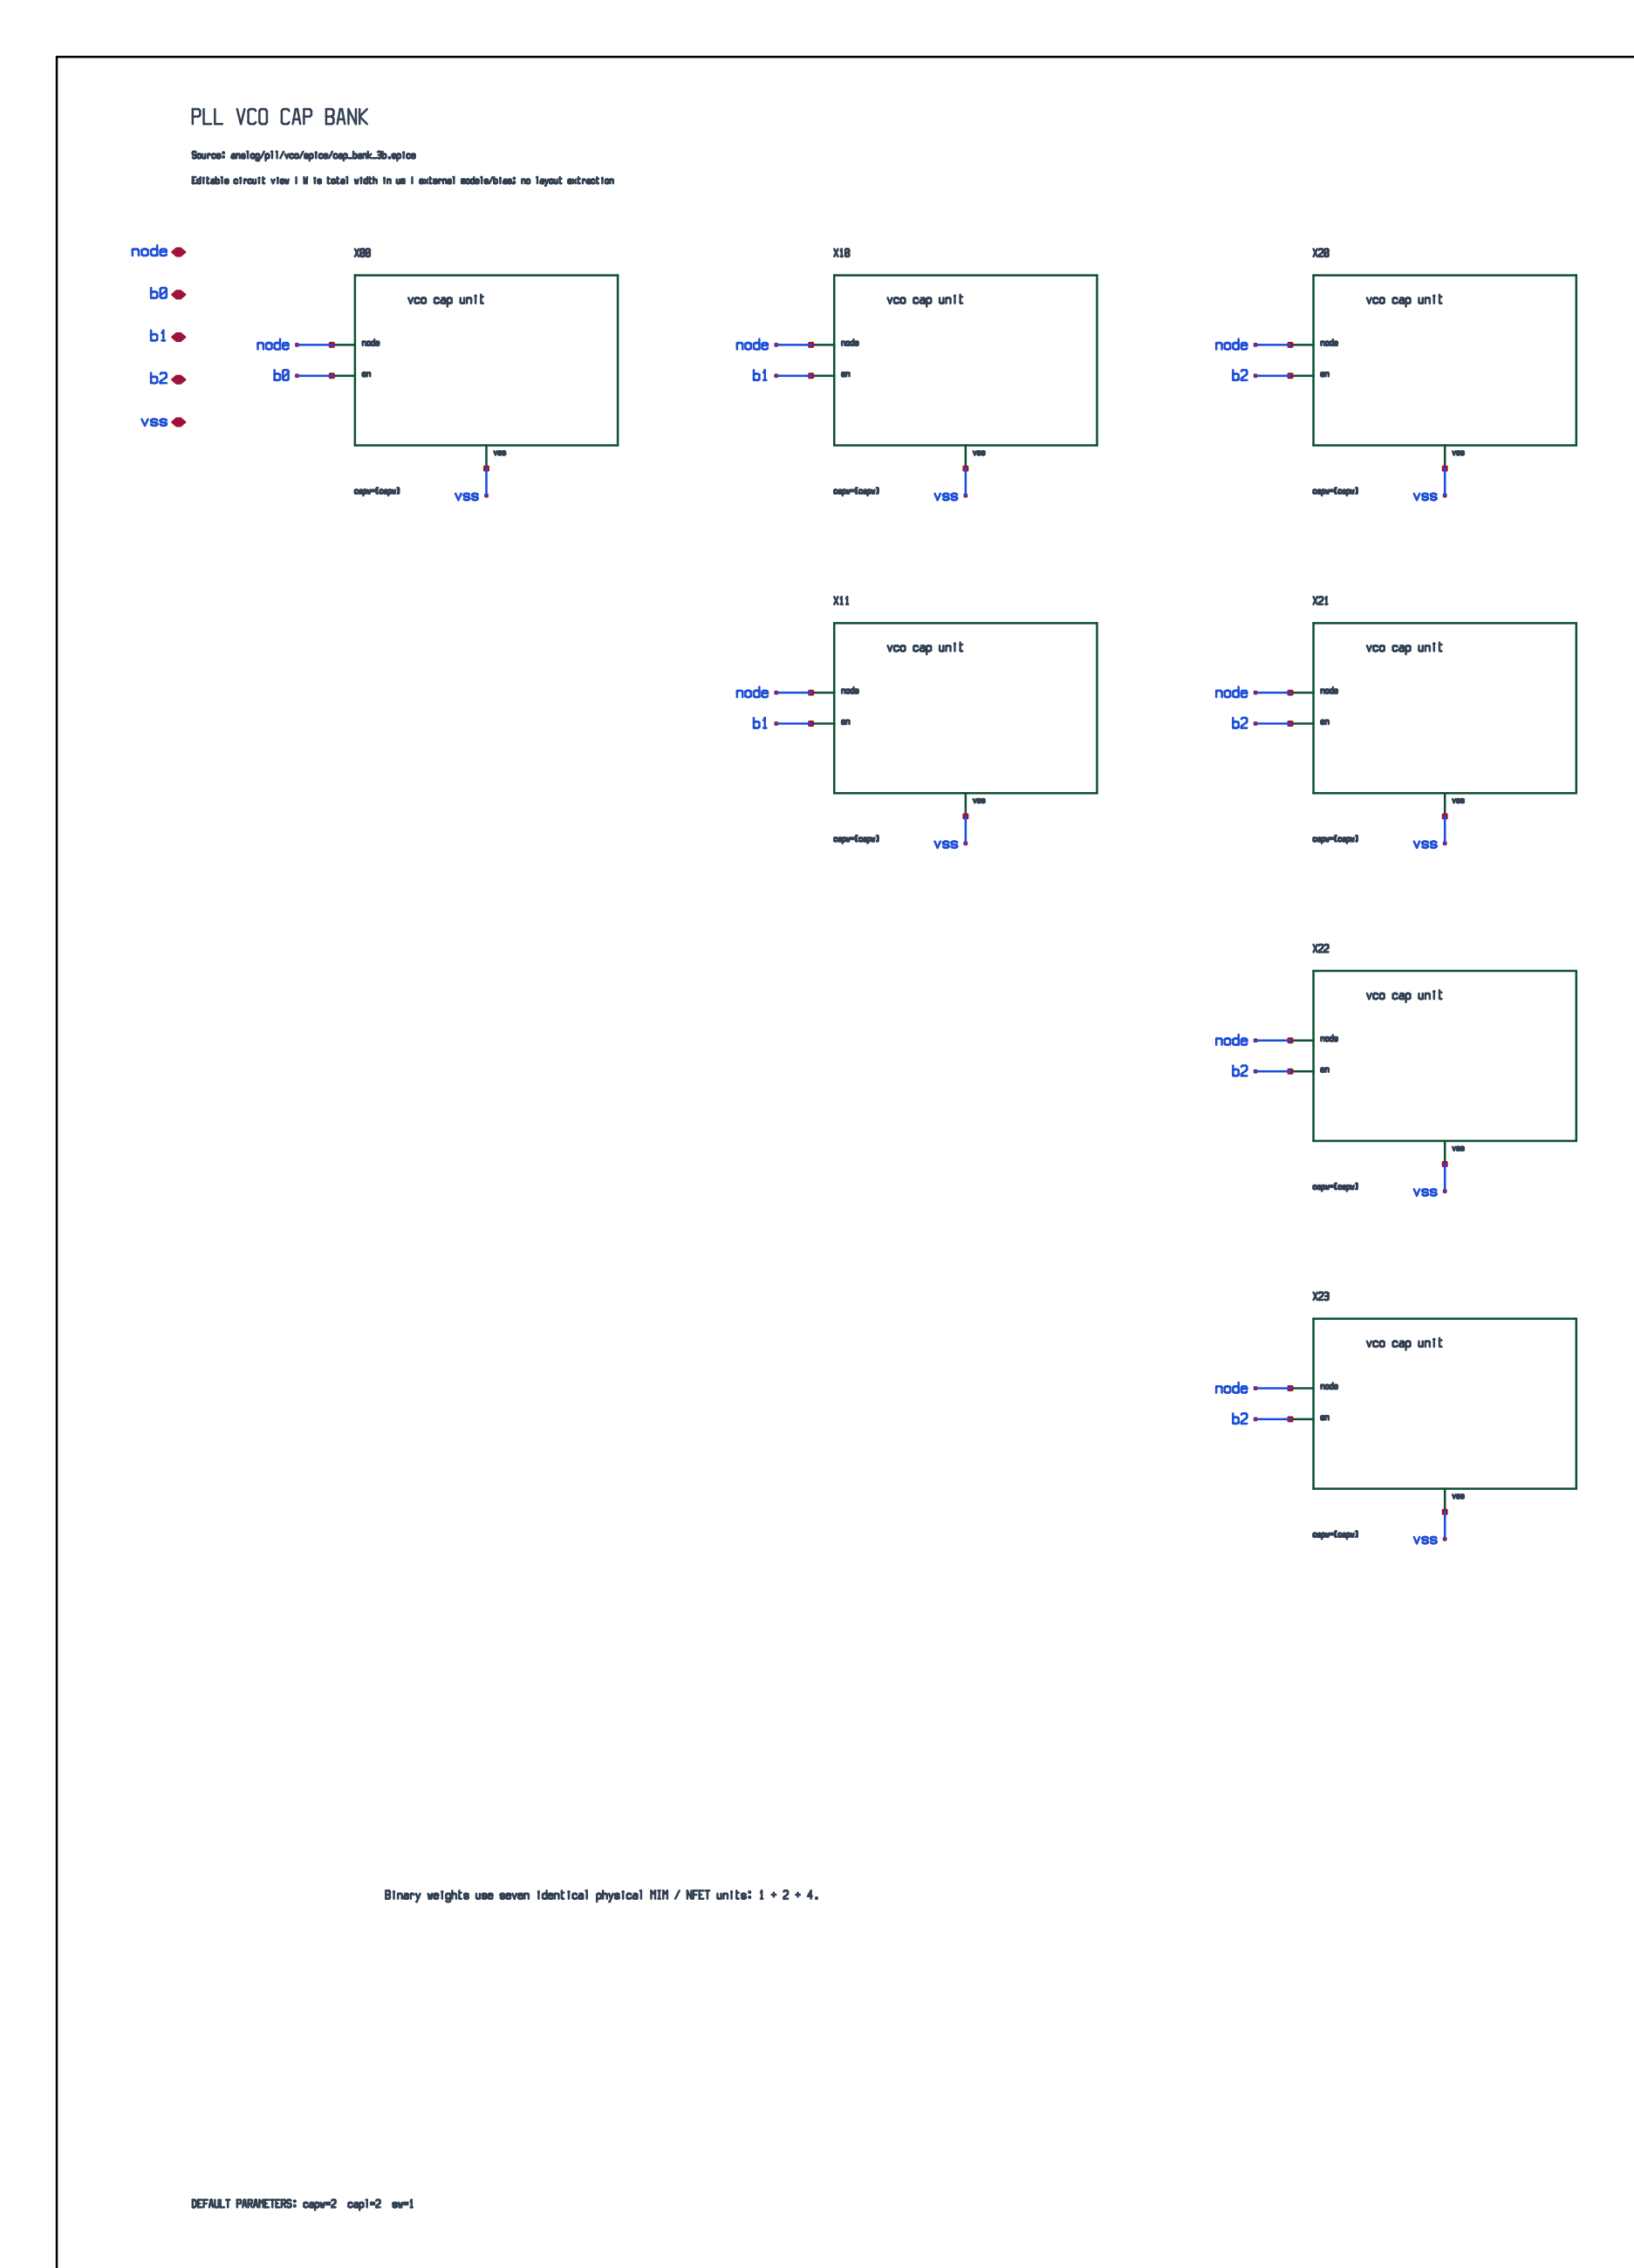 PLL VCO CAP BANK
Source: analog/pll/vco/spice/cap_bank_3b.spice
Editable circuit view | W is total width in um | external models/bias; no layout extraction
node
b0
b1
b2
vss
X00
vco cap unit
node
node
b0
en
vss
capw={capw}
vss
X10
vco cap unit
node
node
b1
en
vss
capw={capw}
vss
X20
vco cap unit
node
node
b2
en
vss
capw={capw}
vss
X11
vco cap unit
node
node
b1
en
vss
capw={capw}
vss
X21
vco cap unit
node
node
b2
en
vss
capw={capw}
vss
X22
vco cap unit
node
node
b2
en
vss
capw={capw}
vss
X23
vco cap unit
node
node
b2
en
vss
capw={capw}
vss
Binary weights use seven identical physical MIM / NFET units: 1 + 2 + 4.
DEFAULT PARAMETERS: capw=2 capl=2 sw=1